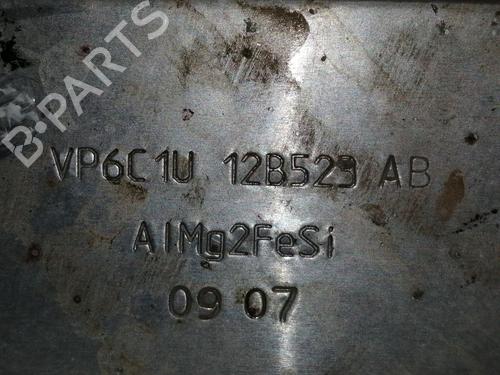 B-PARTS
VP6C1U 12B523 AB
AlMg2FeSi
09 07